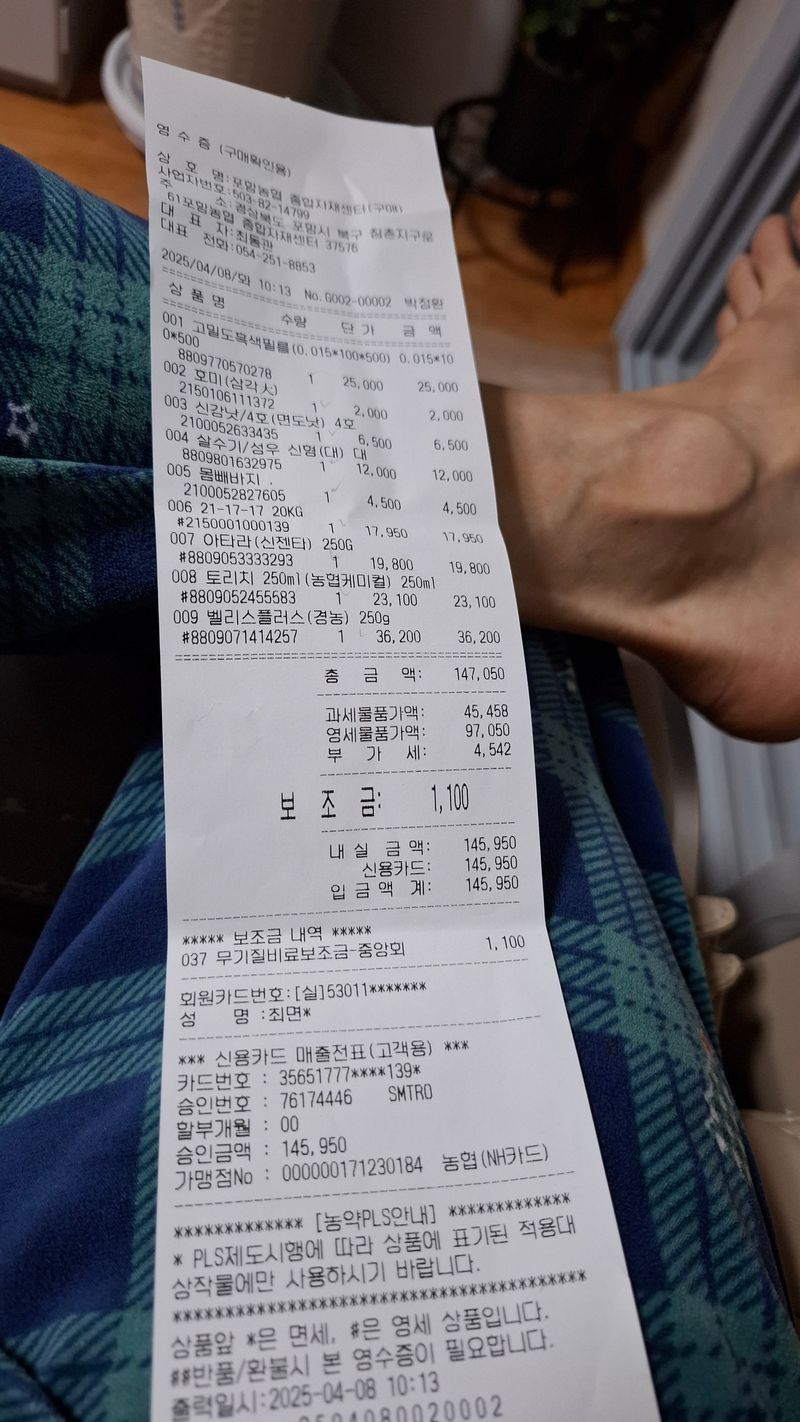 영 수 증 (구매확인용)
상 호 명:포항농협 종합자재센터(구매)
사업자번호:503-82-14799
주 소:경상북도 포항시 북구 침촌지구로
61포항농협 종합자재센터 37576
대 표 자:최동관
대표 전화:054-251-8853
2025/04/08/화 10:13 No.G002-00002 박정환
상 품 명 수량 단 가 금 액
001 고밀도흑색필름(0.015*100*500) 0.015*10
0*500
8809770570278 1 25,000 25,000
002 호미(삼각大)
2150106111372 1 2,000 2,000
003 신강낫/4호(면도낫) 4호
2100052633435 1 6,500 6,500
004 살수기/성우 신형(대) 대
8809801632975 1 12,000 12,000
005 몸빼바지 .
2100052827605 1 4,500 4,500
006 21-17-17 20KG
#2150001000139 1 17,950 17,950
007 아타라(신젠타) 250G
#8809053333293 1 19,800 19,800
008 토리치 250ml(농협케미컬) 250ml
#8809052455583 1 23,100 23,100
009 벨리스플러스(경농) 250g
#8809071414257 1 36,200 36,200
총 금 액: 147,050
과세물품가액: 45,458
영세물품가액: 97,050
부 가 세: 4,542
보 조 금: 1,100
내 실 금 액: 145,950
신용카드: 145,950
입 금 액 계: 145,950
***** 보조금 내역 *****
037 무기질비료보조금-중앙회 1,100
회원카드번호:[실]53011*******
성 명 :최면*
*** 신용카드 매출전표(고객용) ***
카드번호 : 35651777****139*
승인번호 : 76174446 SMTRO
할부개월 : 00
승인금액 : 145,950
가맹점No : 000000171230184 농협(NH카드)
************* [농약PLS안내] *************
* PLS제도시행에 따라 상품에 표기된 적용대
상작물에만 사용하시기 바랍니다.
******************************************
상품앞 *은 면세, #은 영세 상품입니다.
##반품/환불시 본 영수증이 필요합니다.
출력일시:2025-04-08 10:13
2504080020002